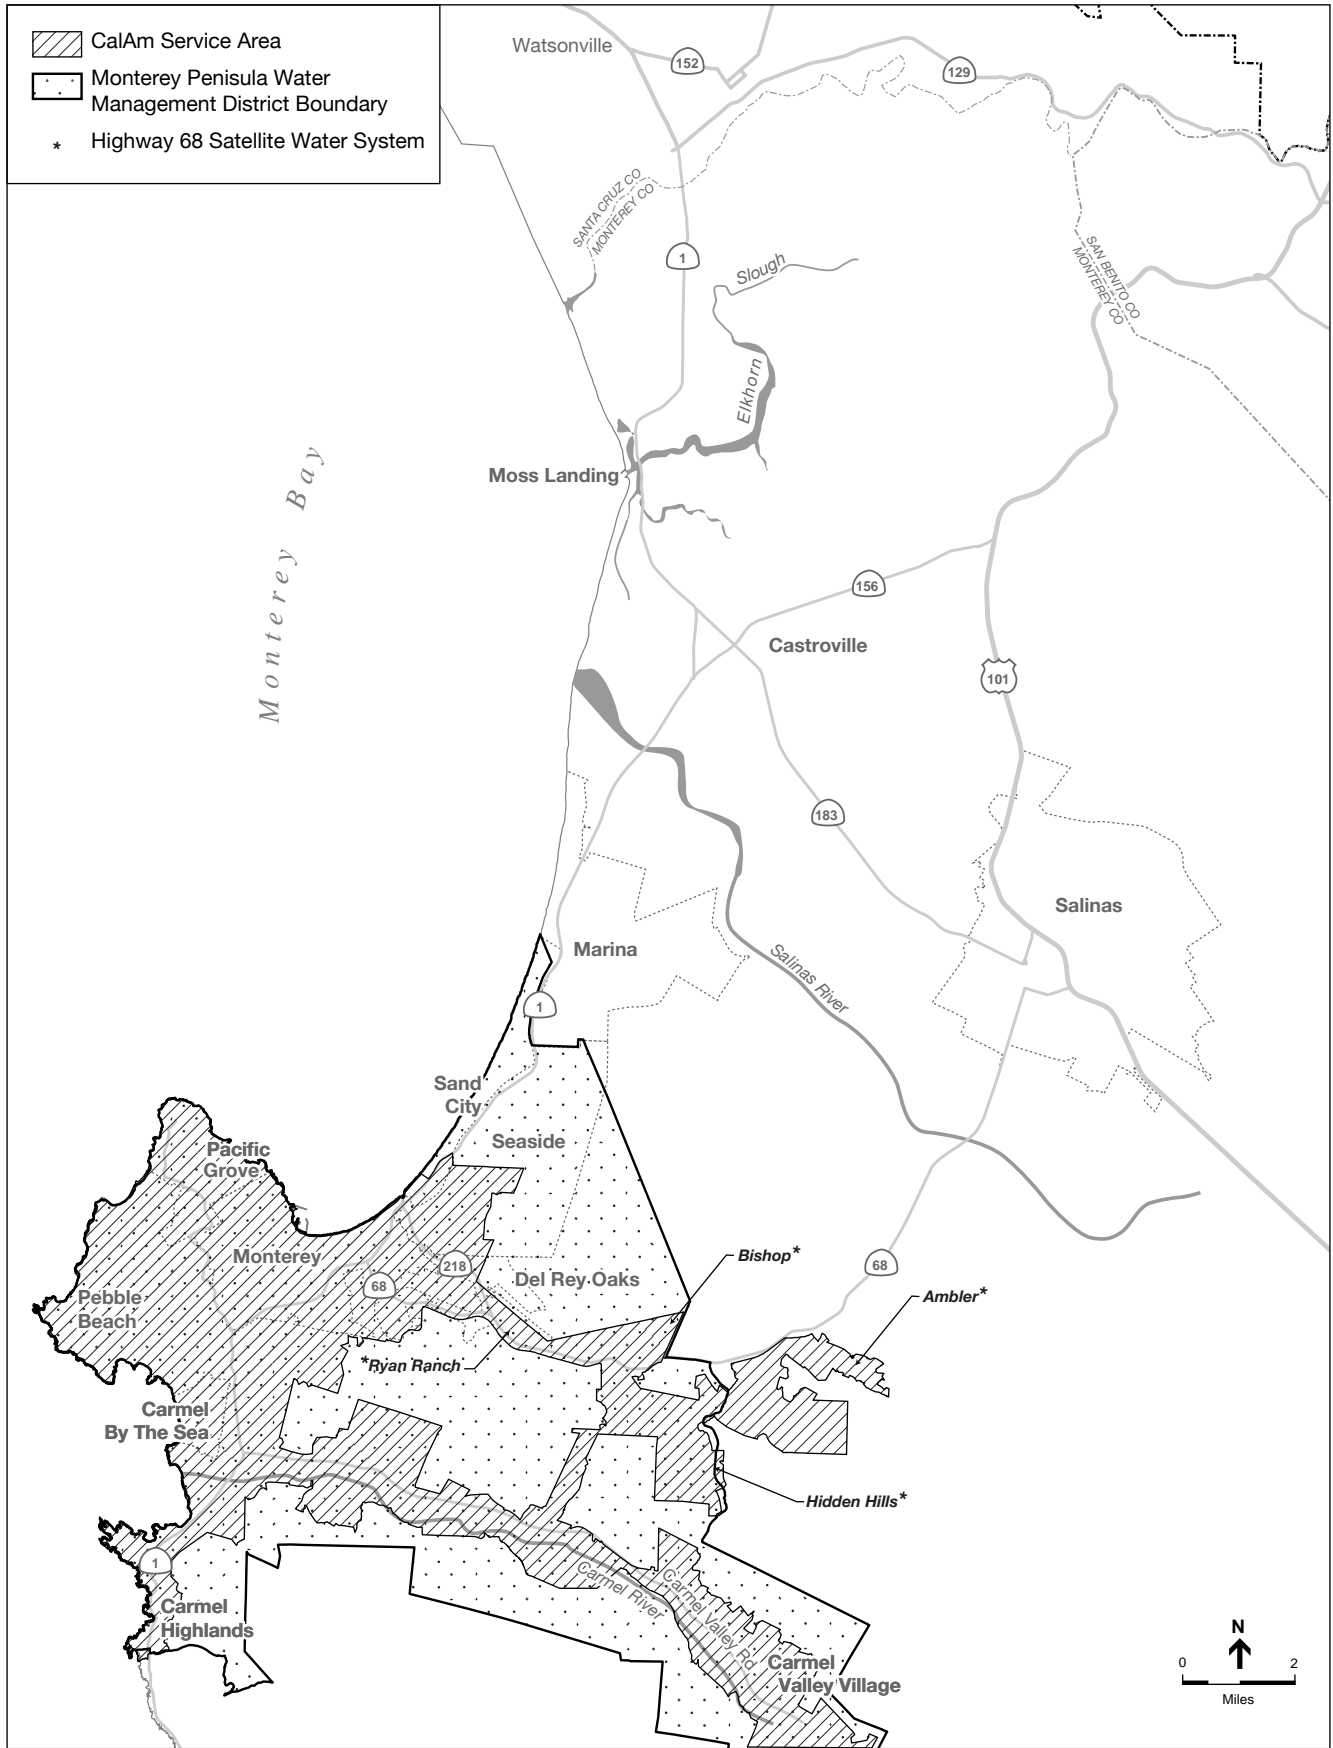 CalAm Service Area
Monterey Penisula Water
Management District Boundary
* Highway 68 Satellite Water System
Watsonville
152
129
SANTA CRUZ CO
MONTEREY CO
1
Slough
SAN BENITO CO
MONTEREY CO
Elkhorn
Monterey Bay
Moss Landing
156
Castroville
101
183
Salinas
Marina
Salinas River
1
Sand
City
Seaside
Pacific
Grove
Monterey
218
Bishop*
68
68
Del Rey Oaks
Ambler*
Pebble
Beach
*Ryan Ranch
Carmel
By The Sea
Hidden Hills*
1
Carmel River
Carmel Valley Rd
Carmel
Highlands
Carmel
Valley Village
N
0 2
Miles